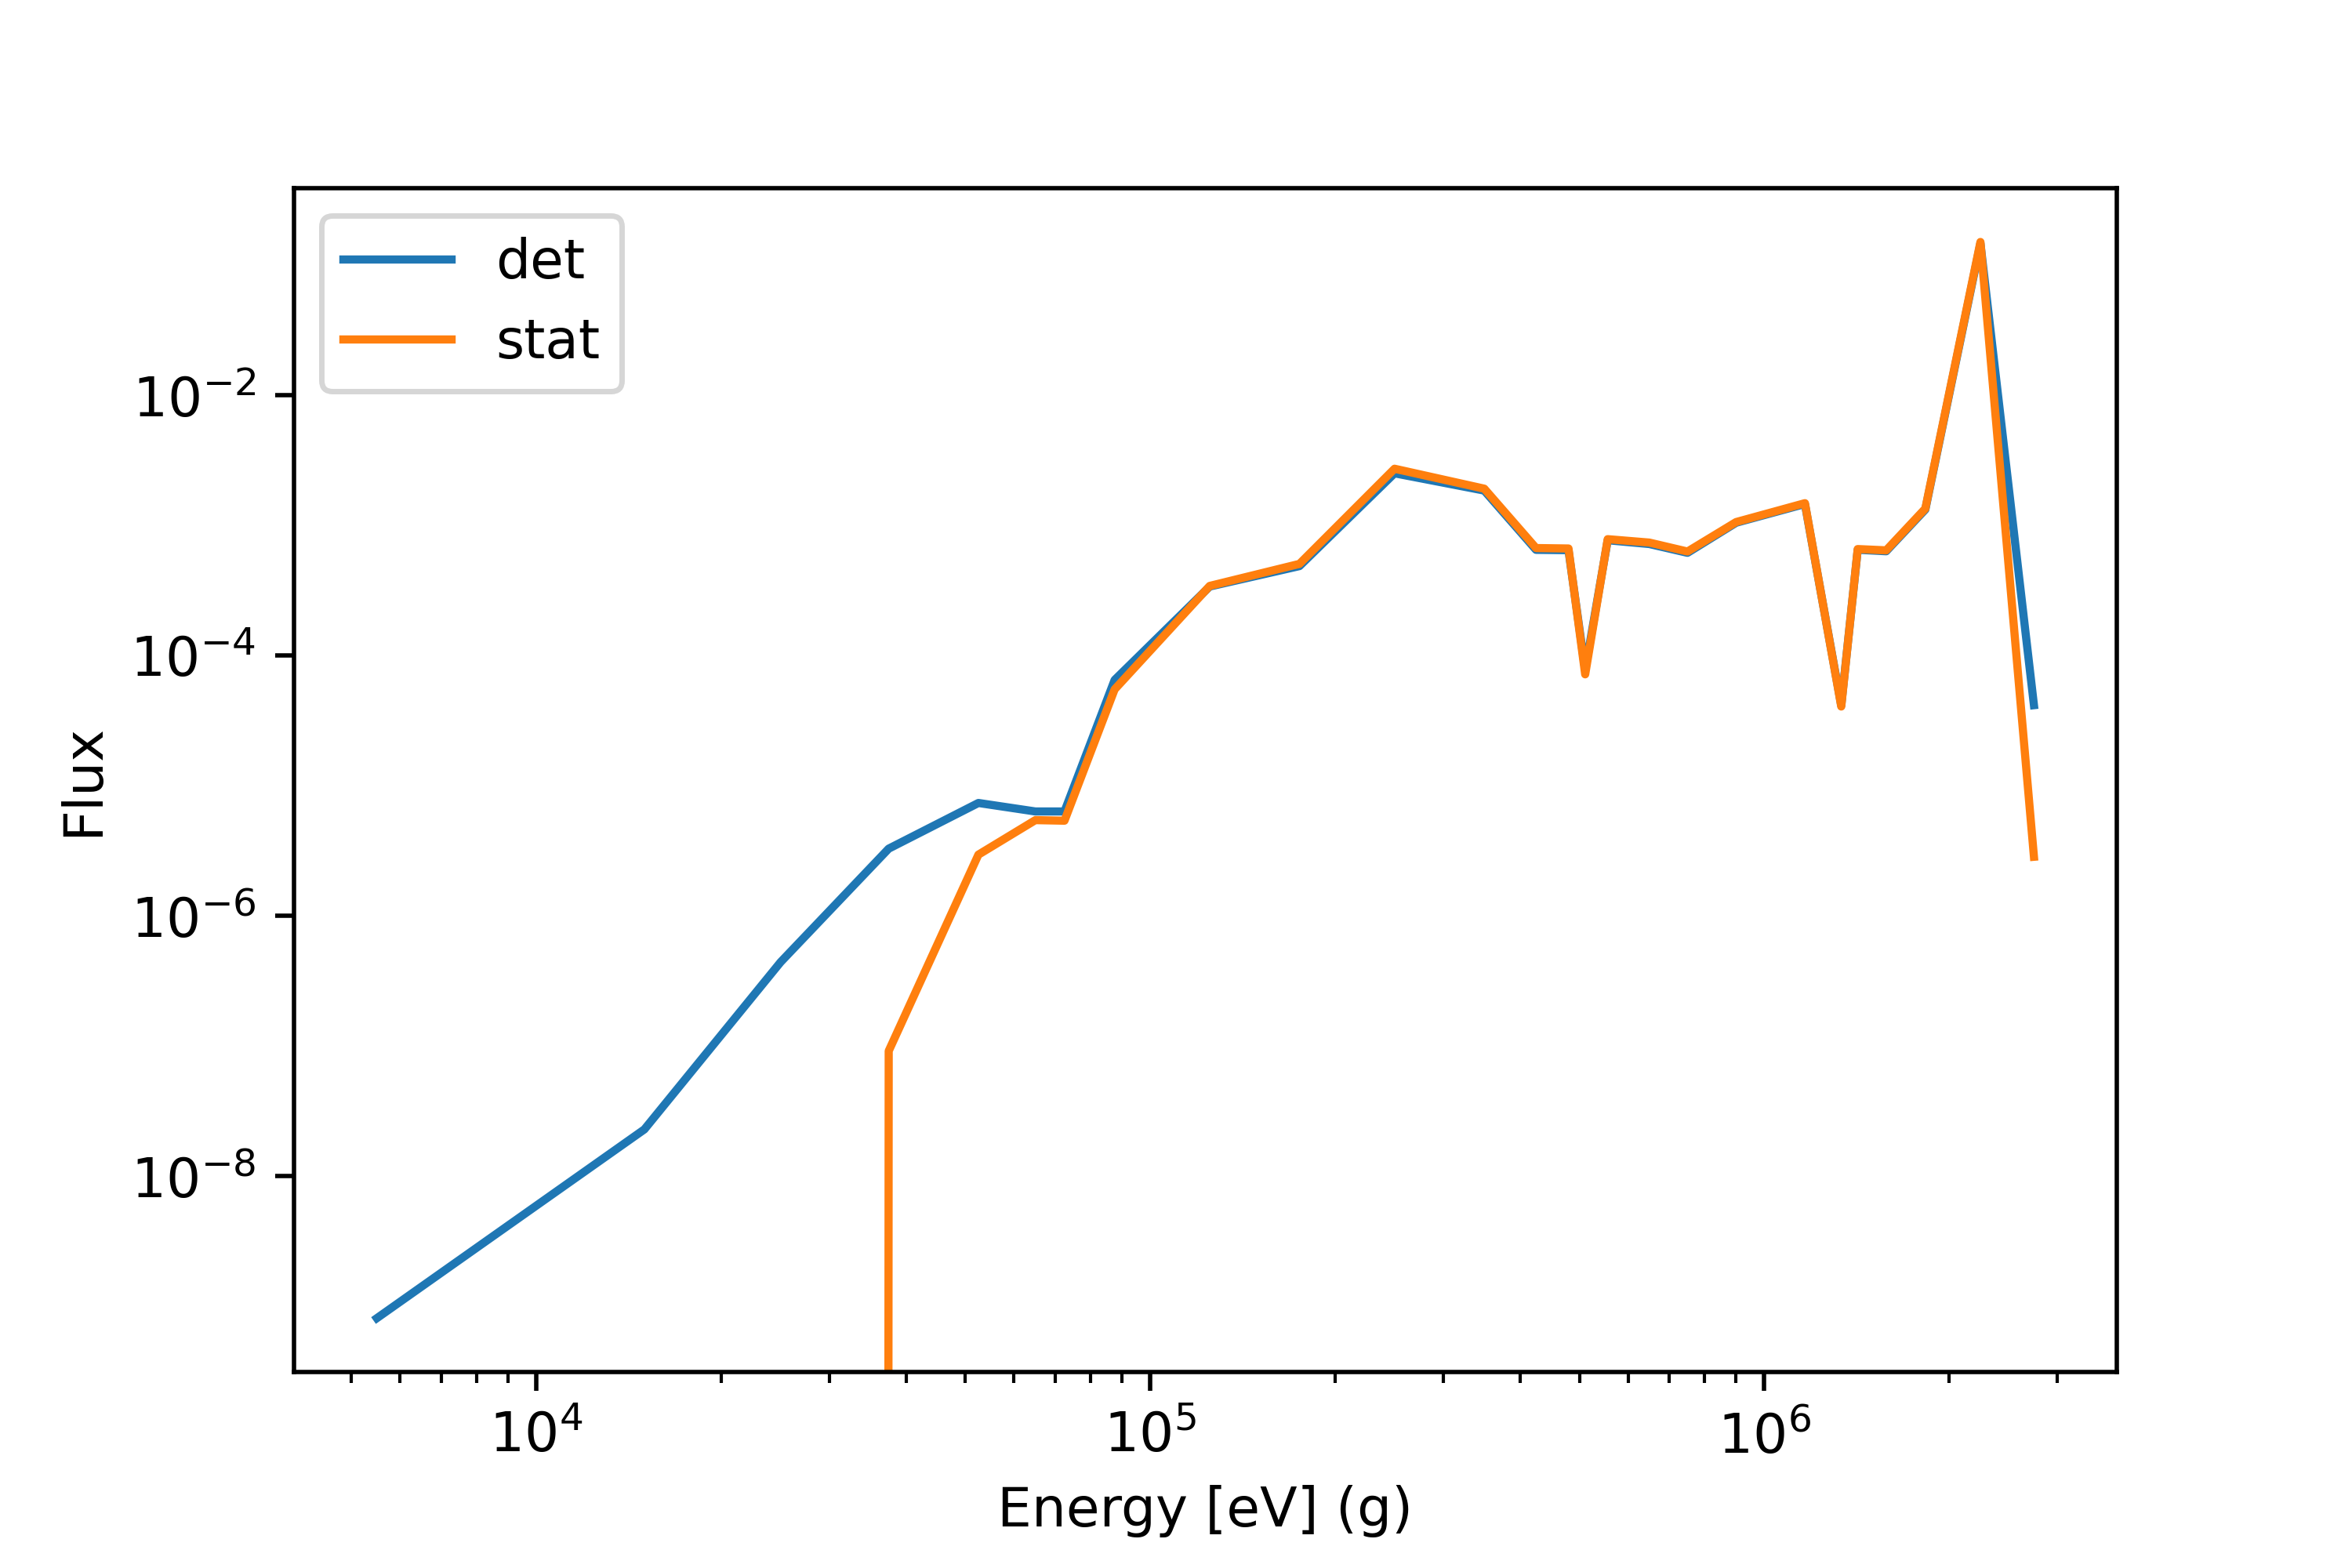 det
stat
10⁻²
10⁻⁴
10⁻⁶
10⁻⁸
Flux
10⁴ 10⁵ 10⁶
Energy [eV] (g)